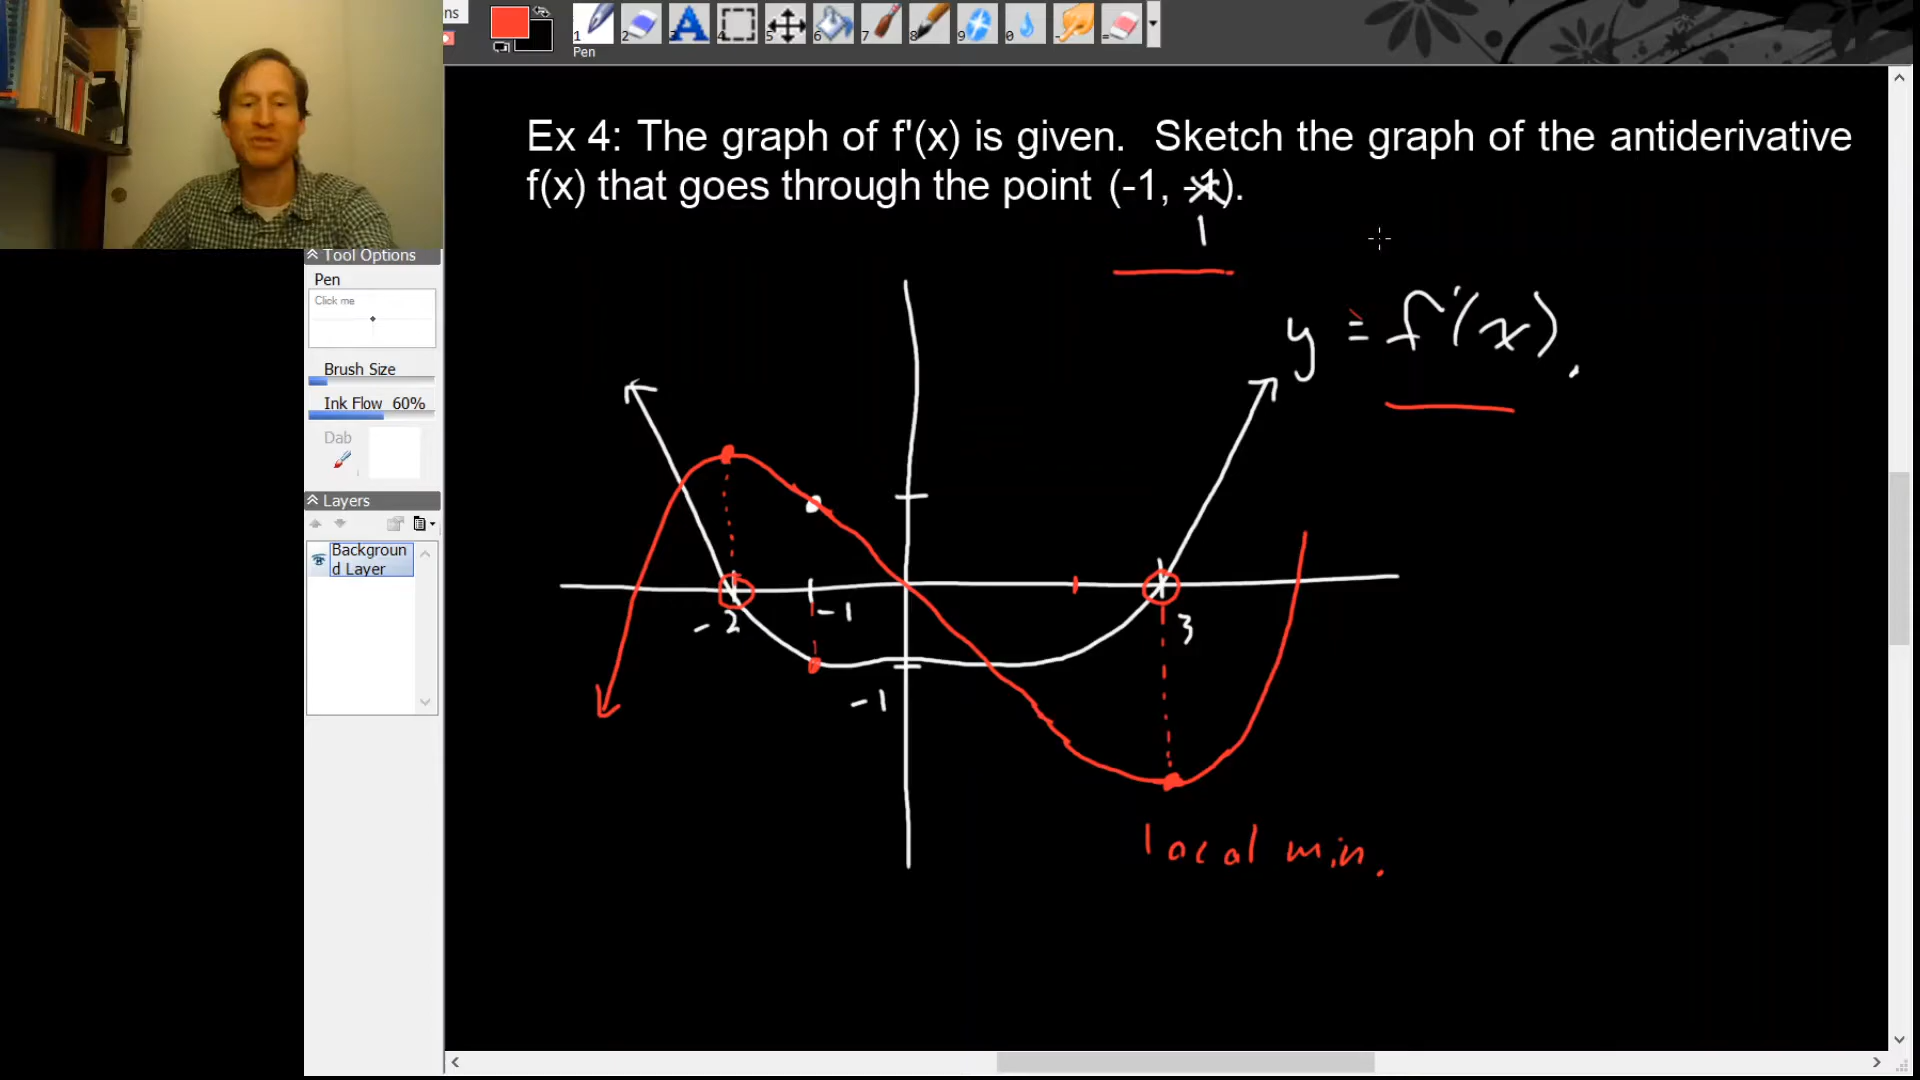 ns
1 2 3 4 5 6 7 8 9 0 - =
Pen
Ex 4: The graph of f'(x) is given. Sketch the graph of the antiderivative
f(x) that goes through the point (-1, -1).
1
Tool Options
Pen
Click me
Brush Size
Ink Flow 60%
Dab
Layers
Backgroun
d Layer
y = f'(x).
-2
-1
3
-1
local min.